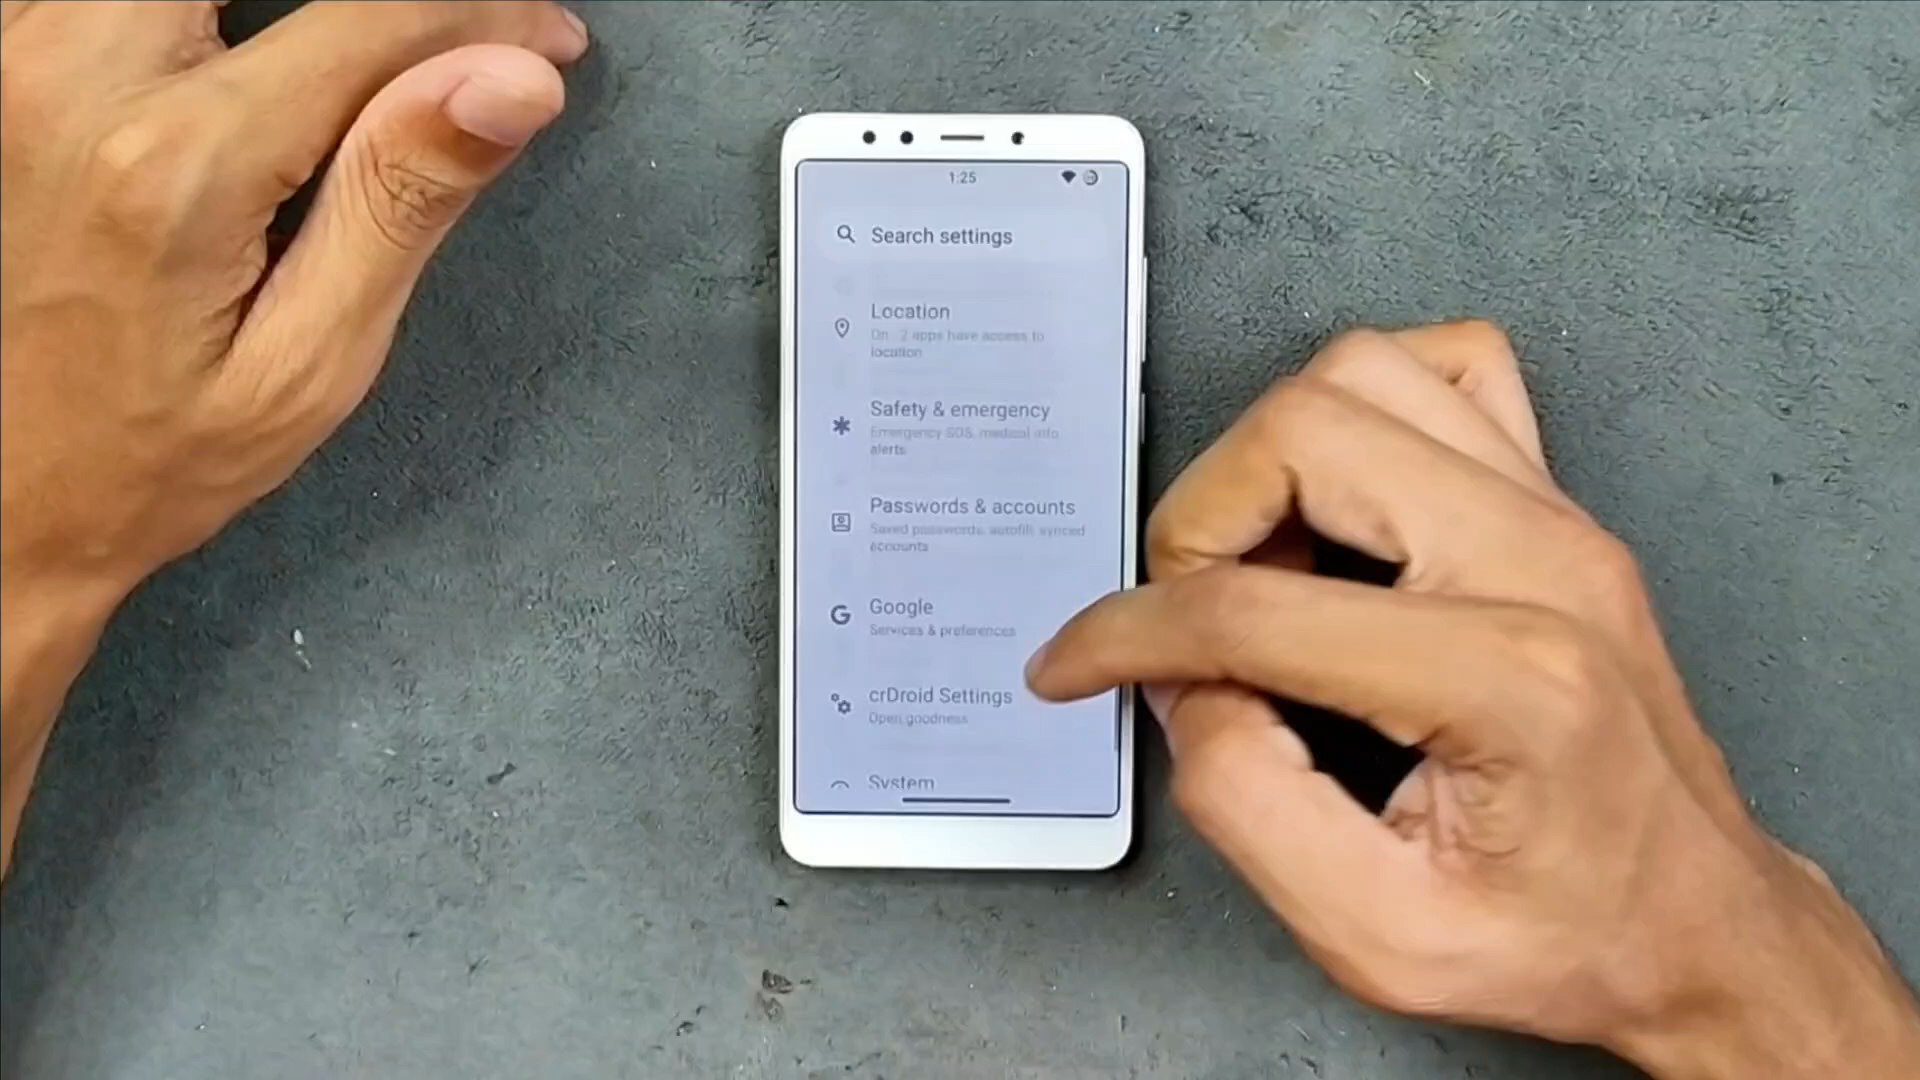 1:25
Search settings
Location
On · 2 apps have access to
location
Safety & emergency
Emergency SOS, medical info,
alerts
Passwords & accounts
Saved passwords, autofill, synced
accounts
Google
Services & preferences
crDroid Settings
Open goodness
System